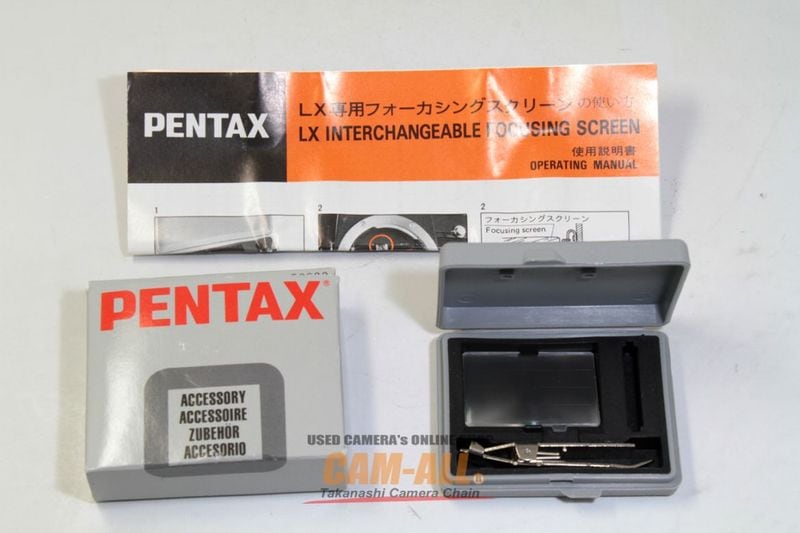 PENTAX
LX専用フォーカシングスクリーンの使い方
LX INTERCHANGEABLE FOCUSING SCREEN
使用説明書
OPERATING MANUAL
1
2
2
フォーカシングスクリーン
Focusing screen
PENTAX®
ACCESSORY
ACCESSOIRE
ZUBEHÖR
ACCESORIO
USED CAMERA's ONLINE
CAM-ALL®
Takanashi Camera Chain